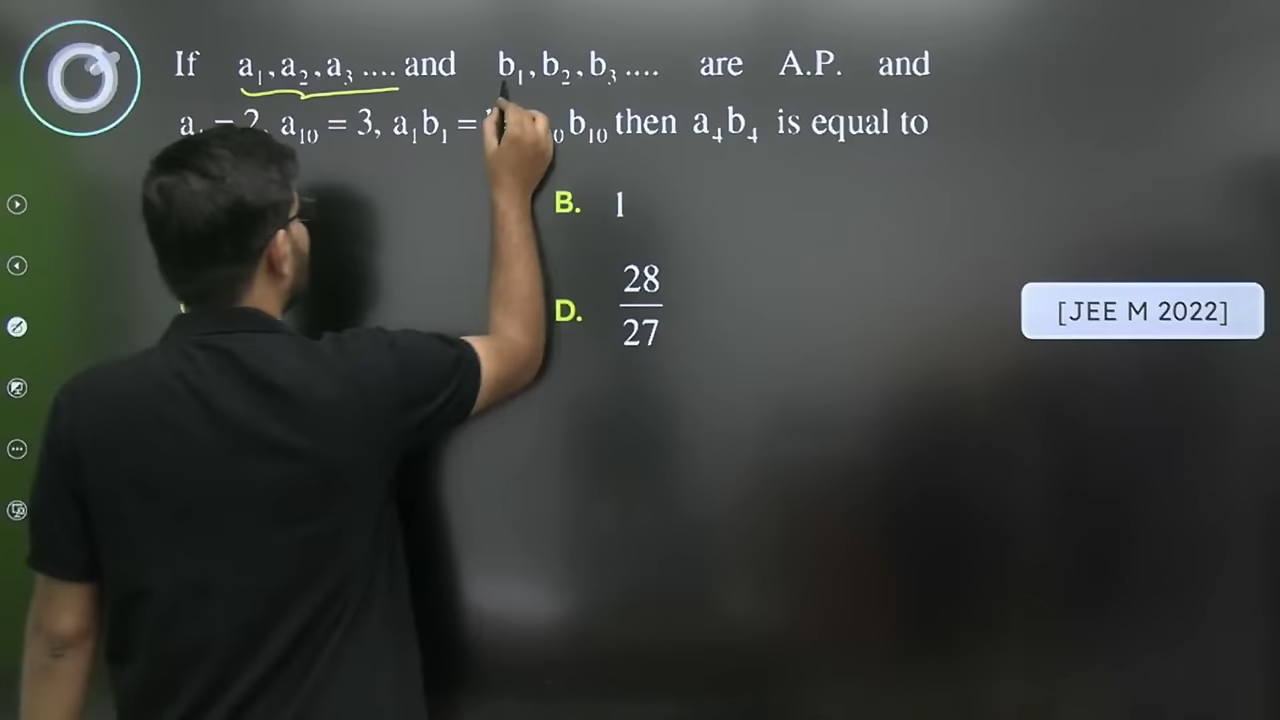 If a₁, a₂, a₃ .... and b₁, b₂, b₃ .... are A.P. and
a = 2, a₁₀ = 3, a₁b₁ = b₁₀ then a₄b₄ is equal to
B. 1
D. 28/27
[JEE M 2022]